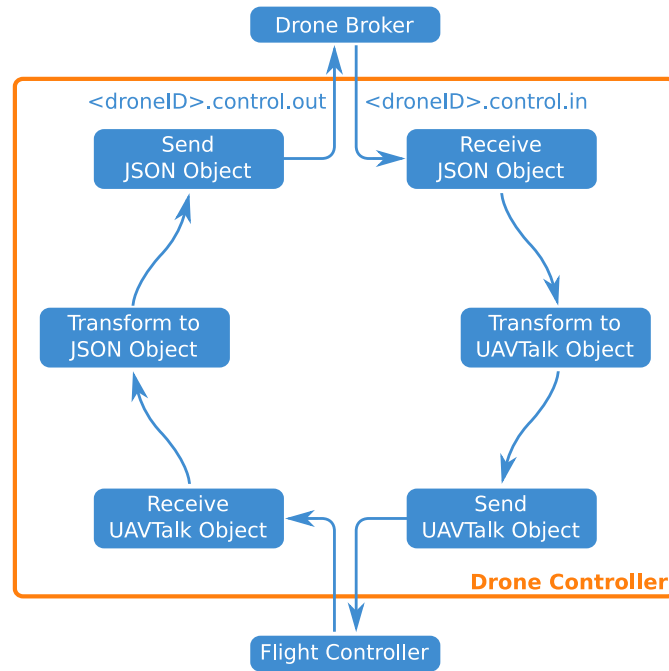 Drone Broker
<droneID>.control.out
<droneID>.control.in
Send
JSON Object
Receive
JSON Object
Transform to
JSON Object
Transform to
UAVTalk Object
Receive
UAVTalk Object
Send
UAVTalk Object
Drone Controller
Flight Controller